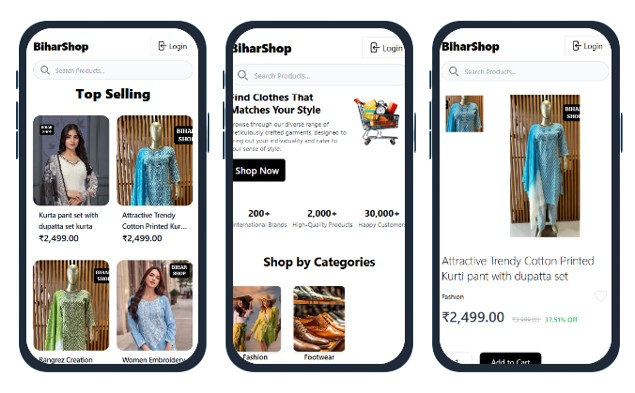 BiharShop
Login
Search Products...
Top Selling
BIHAR SHOP
BIHAR SHOP
Kurta pant set with
dupatta set kurta
₹2,499.00
Attractive Trendy
Cotton Printed Kur...
₹2,499.00
BIHAR SHOP
BIHAR SHOP
Rangrez Creation
Women Embroidery
BiharShop
Login
Search Products...
Find Clothes That
Matches Your Style
Browse through our diverse range of
meticulously crafted garments, designed to
bring out your individuality and cater to
your sense of style.
Shop Now
200+
International Brands
2,000+
High-Quality Products
30,000+
Happy Customers
Shop by Categories
Fashion
Footwear
BiharShop
Login
Search Products...
BIHAR
SHOP
Attractive Trendy Cotton Printed
Kurti pant with dupatta set
Fashion
₹2,499.00
₹3,999.00
37.51% Off
Add to Cart